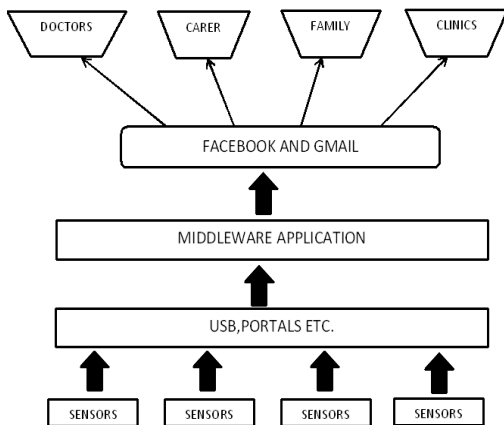 DOCTORS
CARER
FAMILY
CLINICS
FACEBOOK AND GMAIL
MIDDLEWARE APPLICATION
USB,PORTALS ETC.
SENSORS
SENSORS
SENSORS
SENSORS